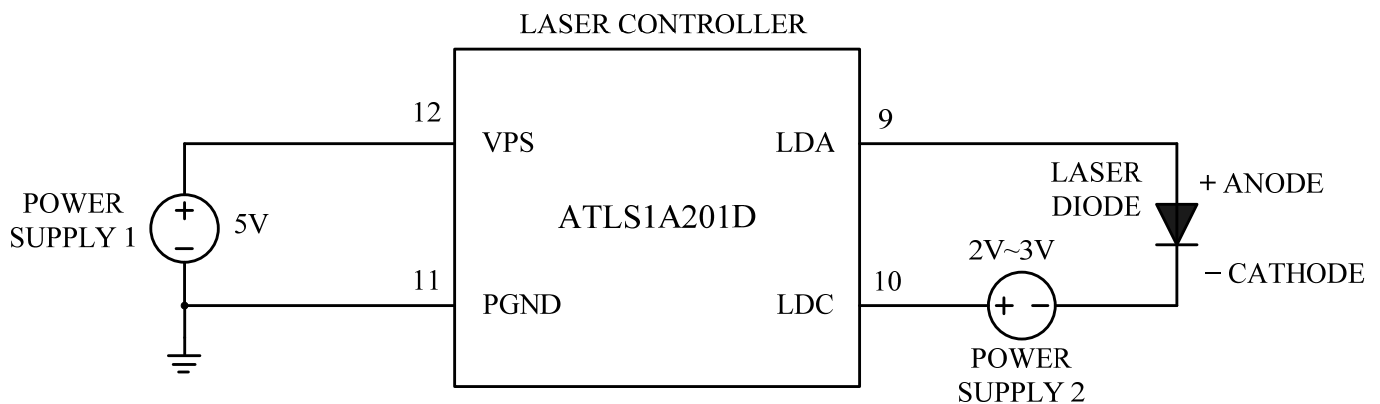 LASER CONTROLLER
12
VPS
LDA
9
POWER
SUPPLY 1
+
−
5V
ATLS1A201D
LASER
DIODE
+ ANODE
− CATHODE
2V~3V
11
PGND
LDC
10
+ −
POWER
SUPPLY 2